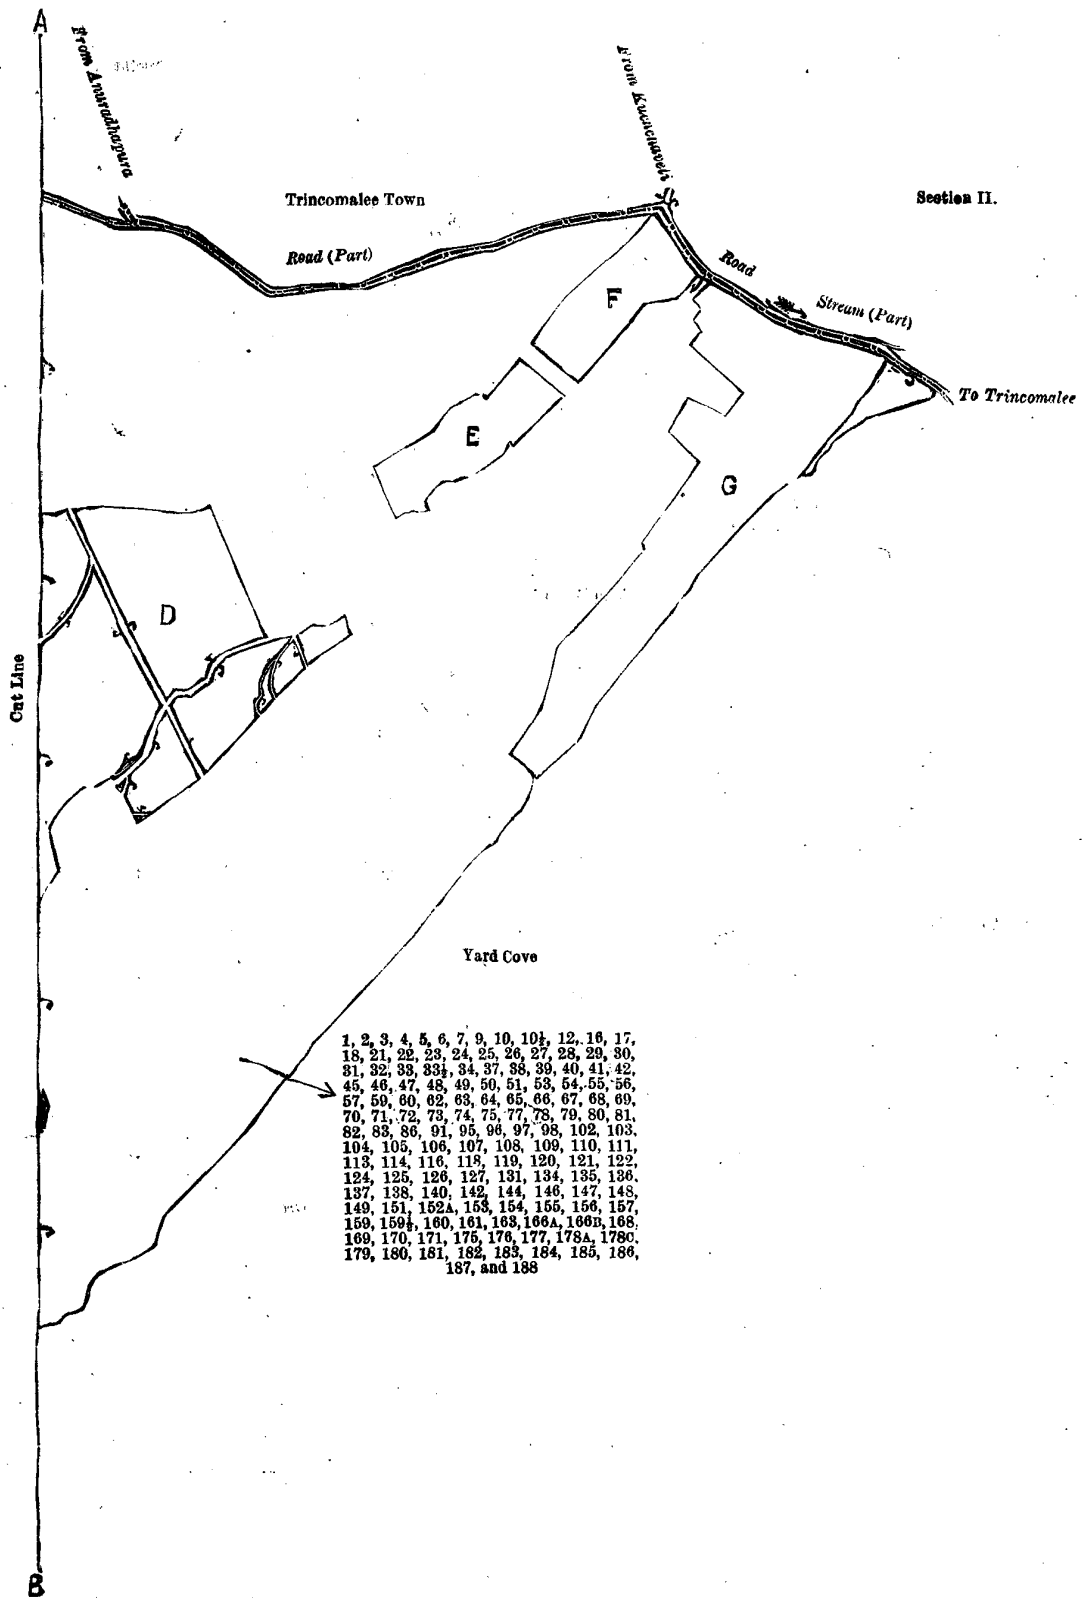 A
From Anuradhapura
From Kuchchaveli
Trincomalee Town
Section II.
Road (Part)
Road
Stream (Part)
To Trincomalee
F
E
G
D
Cut Line
Yard Cove
1, 2, 3, 4, 5, 6, 7, 9, 10, 10½, 12, 16, 17,
18, 21, 22, 23, 24, 25, 26, 27, 28, 29, 30,
31, 32, 33, 33½, 34, 37, 38, 39, 40, 41, 42,
45, 46, 47, 48, 49, 50, 51, 53, 54, 55, 56,
57, 59, 60, 62, 63, 64, 65, 66, 67, 68, 69,
70, 71, 72, 73, 74, 75, 77, 78, 79, 80, 81,
82, 83, 86, 91, 95, 96, 97, 98, 102, 103,
104, 105, 106, 107, 108, 109, 110, 111,
113, 114, 116, 118, 119, 120, 121, 122,
124, 125, 126, 127, 131, 134, 135, 136,
137, 138, 140, 142, 144, 146, 147, 148,
149, 151, 152A, 153, 154, 155, 156, 157,
159, 159½, 160, 161, 163, 166A, 166B, 168,
169, 170, 171, 175, 176, 177, 178A, 178C,
179, 180, 181, 182, 183, 184, 185, 186,
187, and 188
B